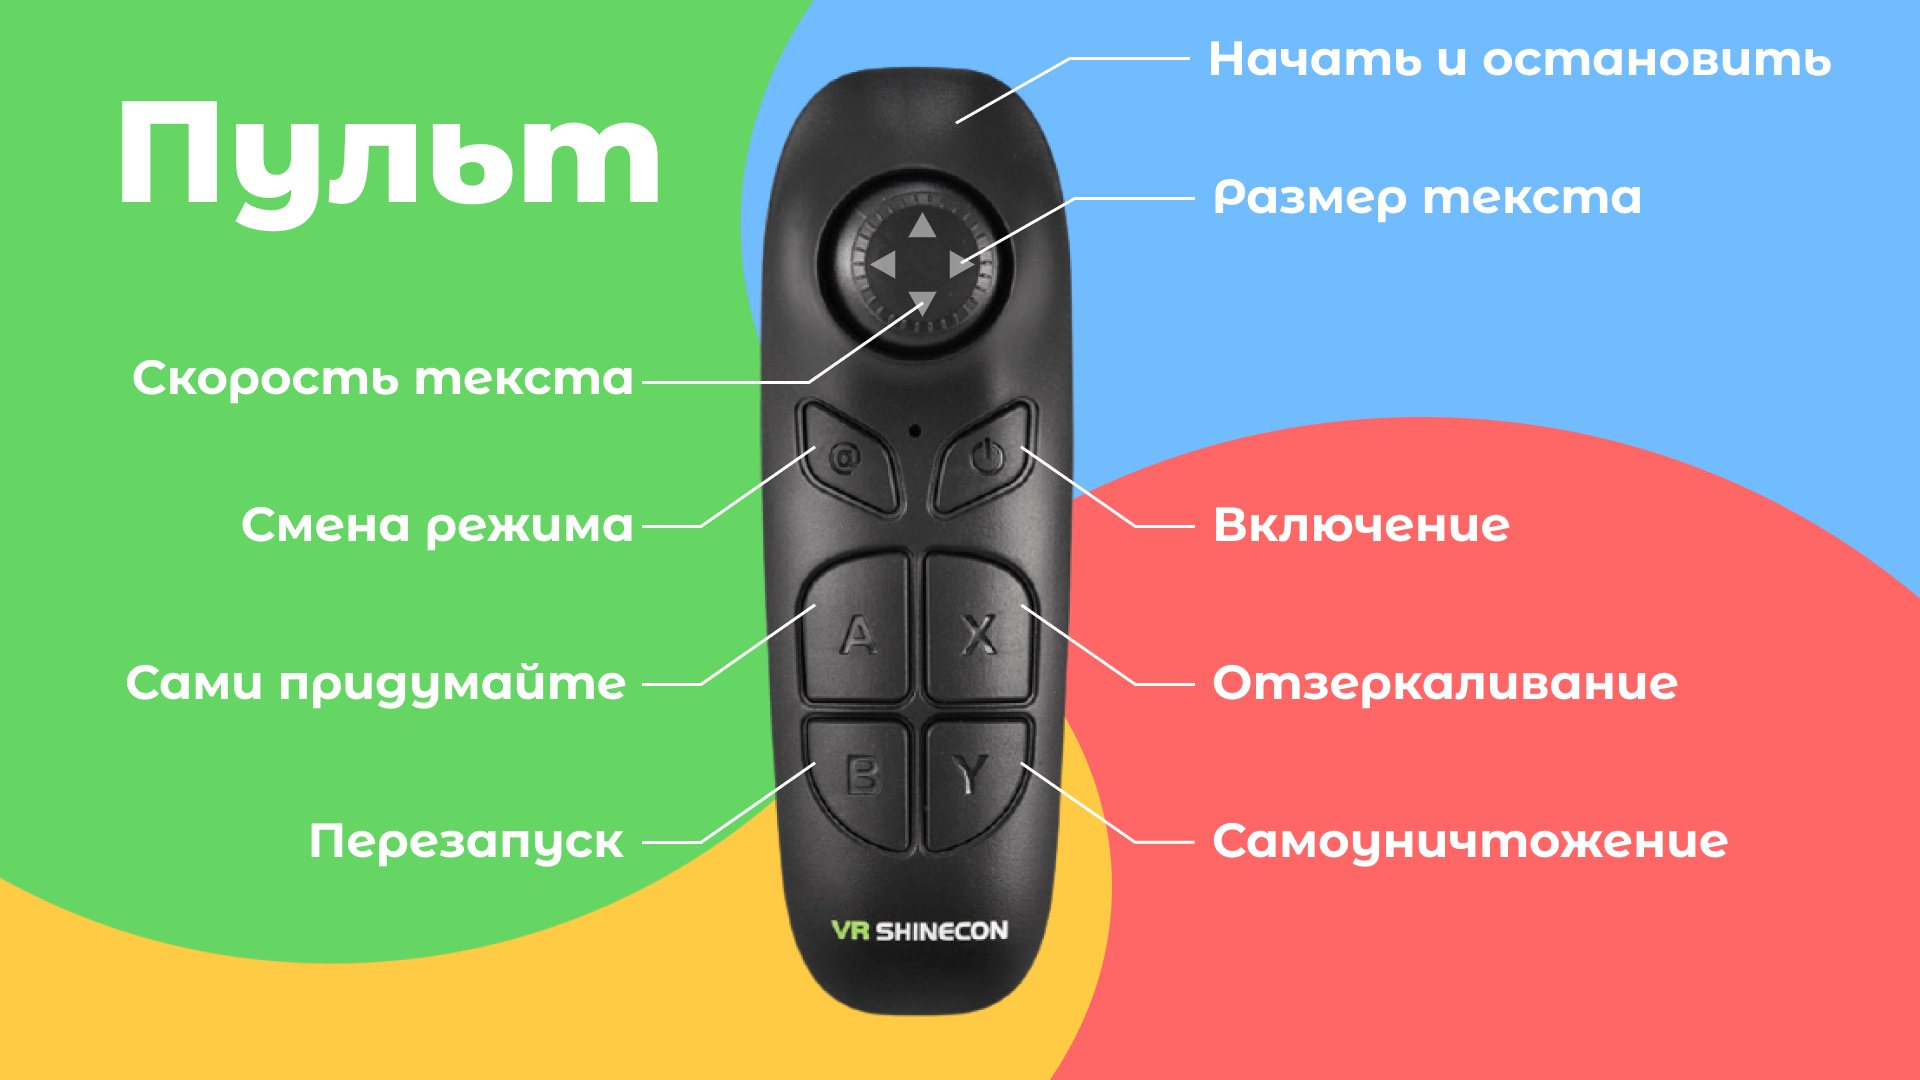 Пульт
Начать и остановить
Размер текста
Скорость текста
@
Смена режима
Включение
A
X
Сами придумайте
Отзеркаливание
B
Y
Перезапуск
Самоуничтожение
VR SHINECON